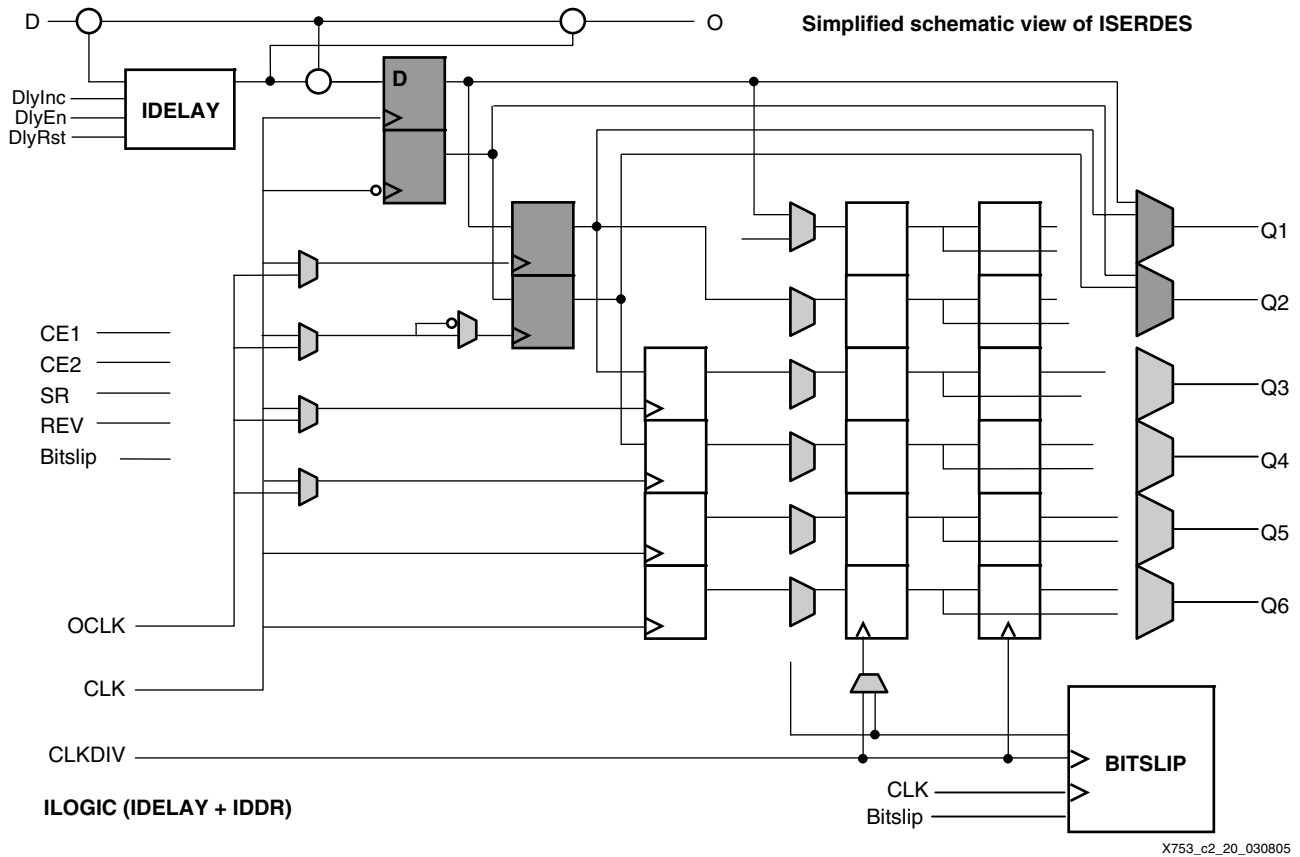 D
O
Simplified schematic view of ISERDES
D
IDELAY
DlyInc
DlyEn
DlyRst
Q1
Q2
CE1
CE2
SR
REV
Bitslip
Q3
Q4
Q5
Q6
OCLK
CLK
CLKDIV
BITSLIP
CLK
Bitslip
ILOGIC (IDELAY + IDDR)
X753_c2_20_030805